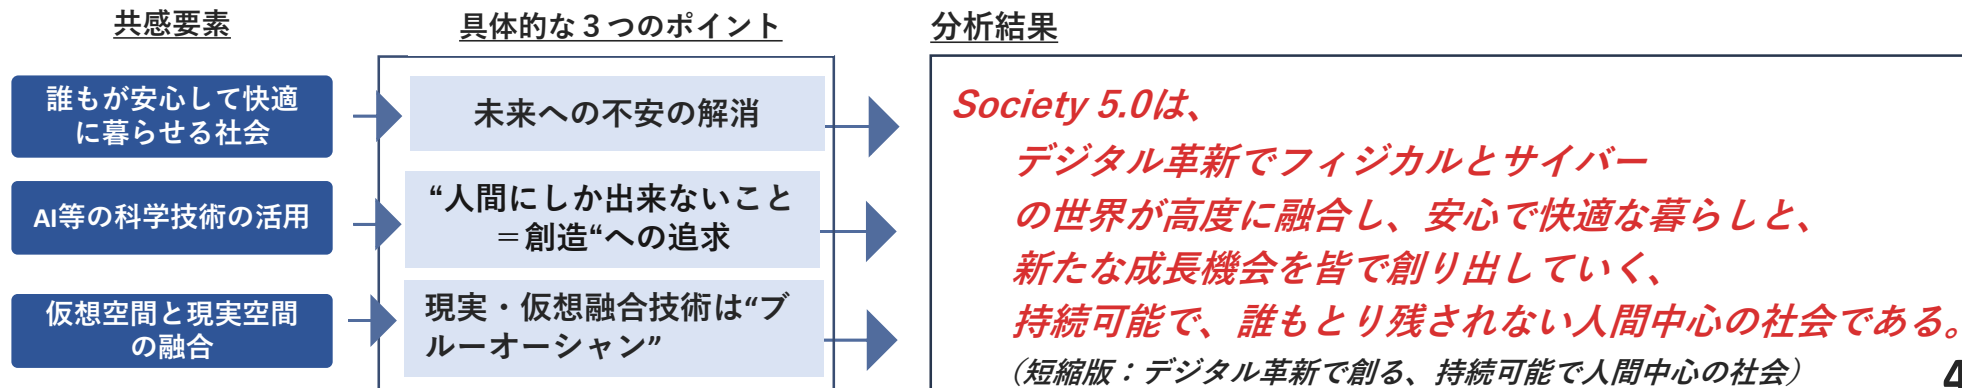 共感要素
具体的な３つのポイント
分析結果
誰もが安心して快適
に暮らせる社会
未来への不安の解消
AI等の科学技術の活用
“人間にしか出来ないこと
＝創造“への追求
仮想空間と現実空間
の融合
現実・仮想融合技術は“ブ
ルーオーシャン”
Society 5.0は、
デジタル革新でフィジカルとサイバー
の世界が高度に融合し、安心で快適な暮らしと、
新たな成長機会を皆で創り出していく、
持続可能で、誰もとり残されない人間中心の社会である。
（短縮版：デジタル革新で創る、持続可能で人間中心の社会）
4